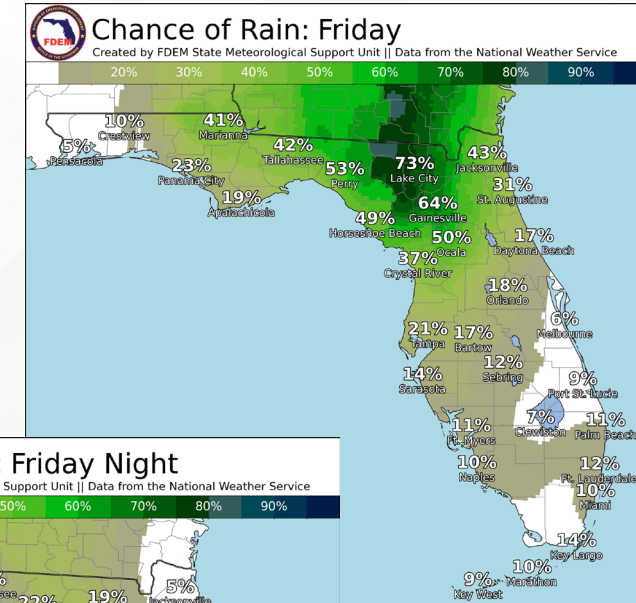 FDEM
Chance of Rain: Friday
Created by FDEM State Meteorological Support Unit || Data from the National Weather Service
20% 30% 40% 50% 60% 70% 80% 90%
10%
Crestview
41%
Marianna
5%
Pensacola
42%
Tallahassee
23%
Panama City
53%
Perry
73%
Lake City
43%
Jacksonville
31%
St. Augustine
19%
Apalachicola
64%
Gainesville
49%
Horseshoe Beach
50%
Ocala
17%
Daytona Beach
37%
Crystal River
18%
Orlando
6%
Melbourne
21%
Tampa
17%
Bartow
12%
Sebring
14%
Sarasota
9%
Port St. Lucie
7%
Clewiston
11%
Palm Beach
11%
Ft. Myers
10%
Naples
12%
Ft. Lauderdale
10%
Miami
14%
Key Largo
10%
Marathon
9%
Key West
: Friday Night
Support Unit || Data from the National Weather Service
50% 60% 70% 80% 90%
%
see
22%
19%
5%
Jacksonville